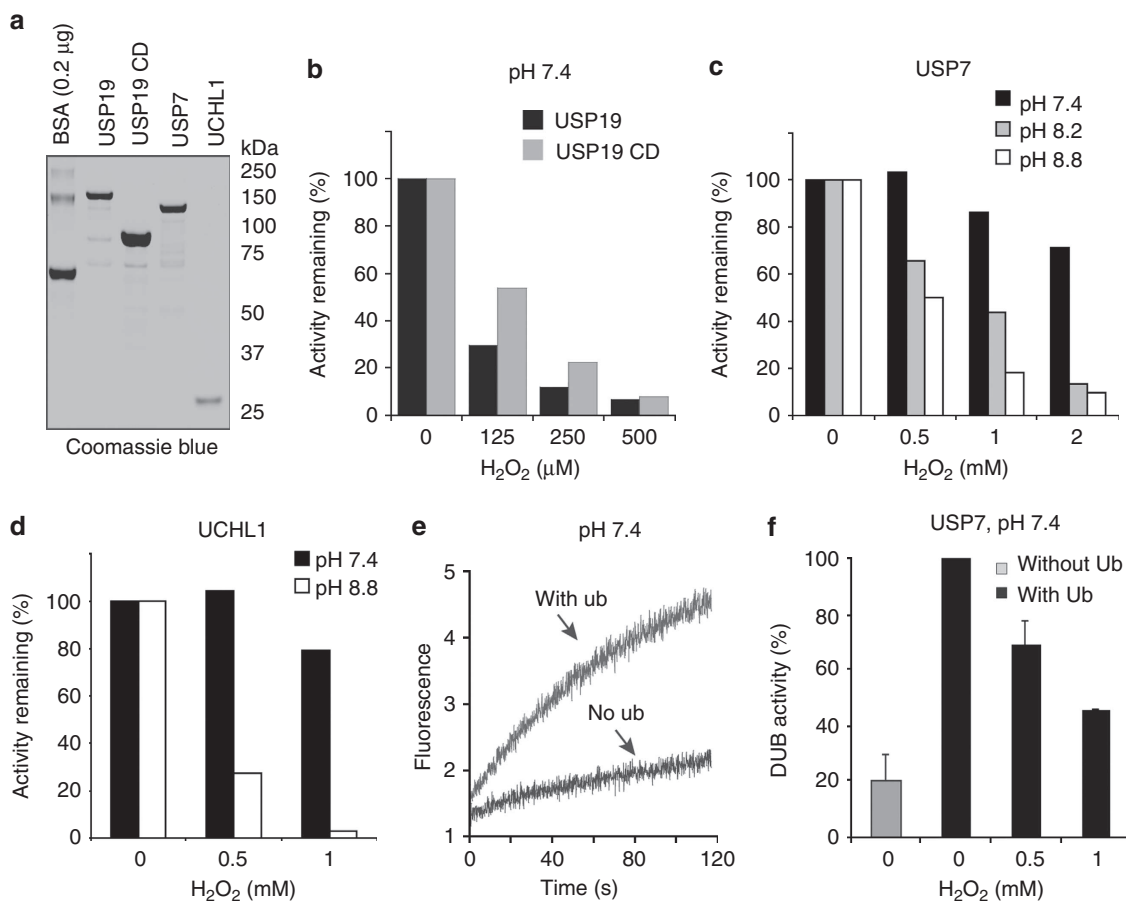 a
BSA (0.2 µg)
USP19
USP19 CD
USP7
UCHL1
kDa
250
150
100
75
50
37
25
Coomassie blue
b
pH 7.4
USP19
USP19 CD
Activity remaining (%)
100
80
60
40
20
0
0 125 250 500
H₂O₂ (µM)
c
USP7
pH 7.4
pH 8.2
pH 8.8
Activity remaining (%)
100
80
60
40
20
0
0 0.5 1 2
H₂O₂ (mM)
d
UCHL1
pH 7.4
pH 8.8
Activity remaining (%)
100
80
60
40
20
0
0 0.5 1
H₂O₂ (mM)
e
pH 7.4
With ub
No ub
Fluorescence
5
4
3
2
1
0 40 80 120
Time (s)
f
USP7, pH 7.4
Without Ub
With Ub
DUB activity (%)
100
80
60
40
20
0
0 0 0.5 1
H₂O₂ (mM)